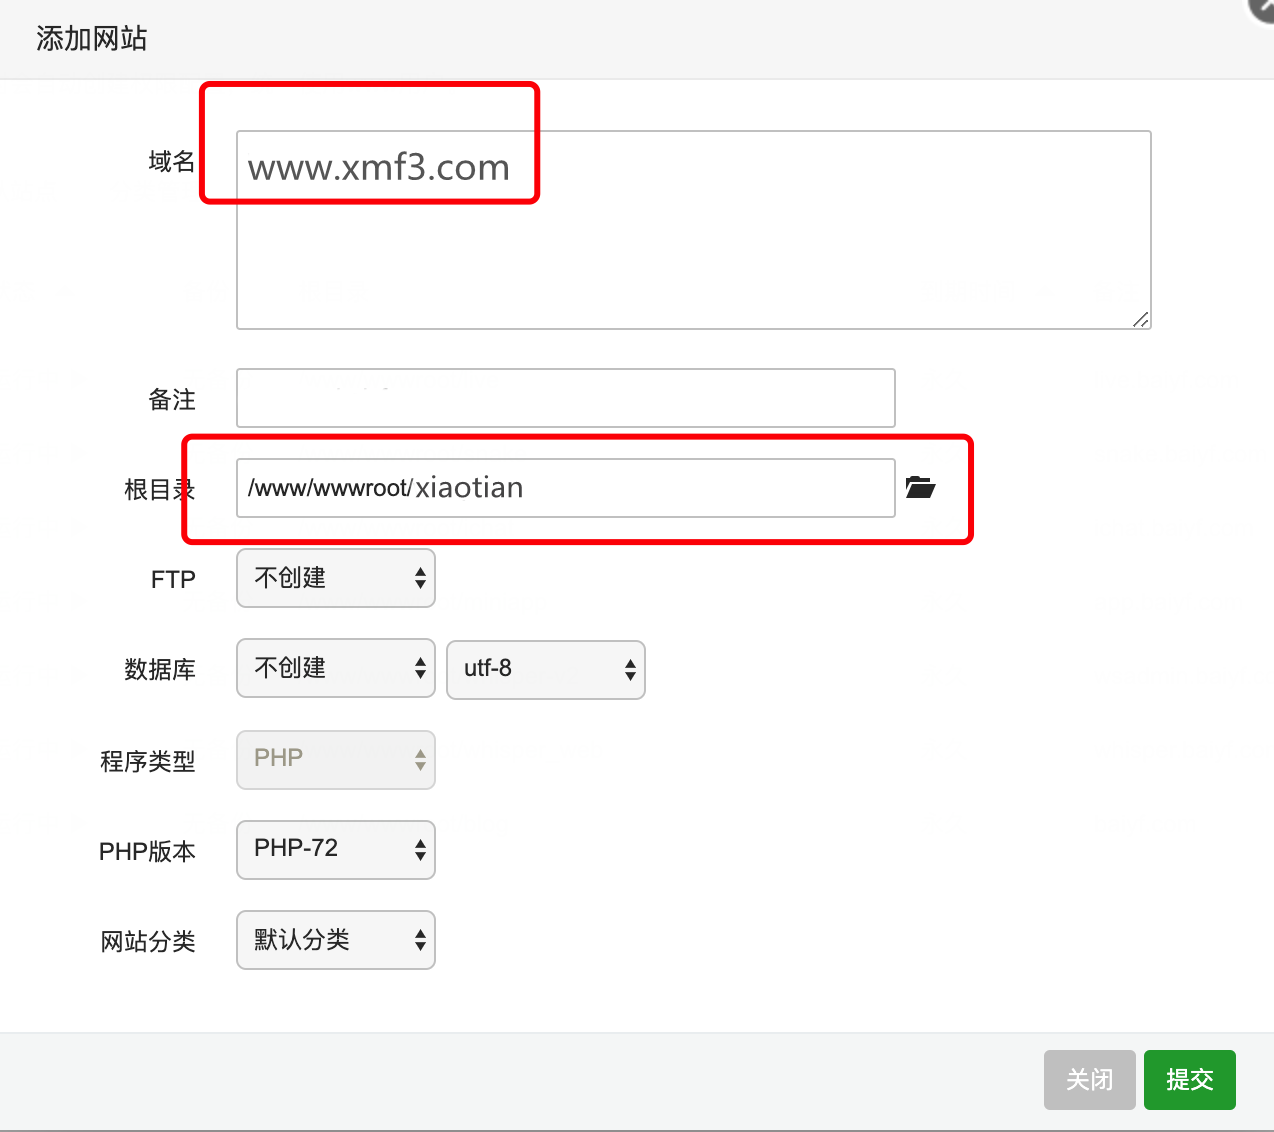 添加网站
域名
www.xmf3.com
备注
根目录
/www/wwwroot/xiaotian
FTP
不创建
数据库
不创建
utf-8
程序类型
PHP
PHP版本
PHP-72
网站分类
默认分类
关闭
提交